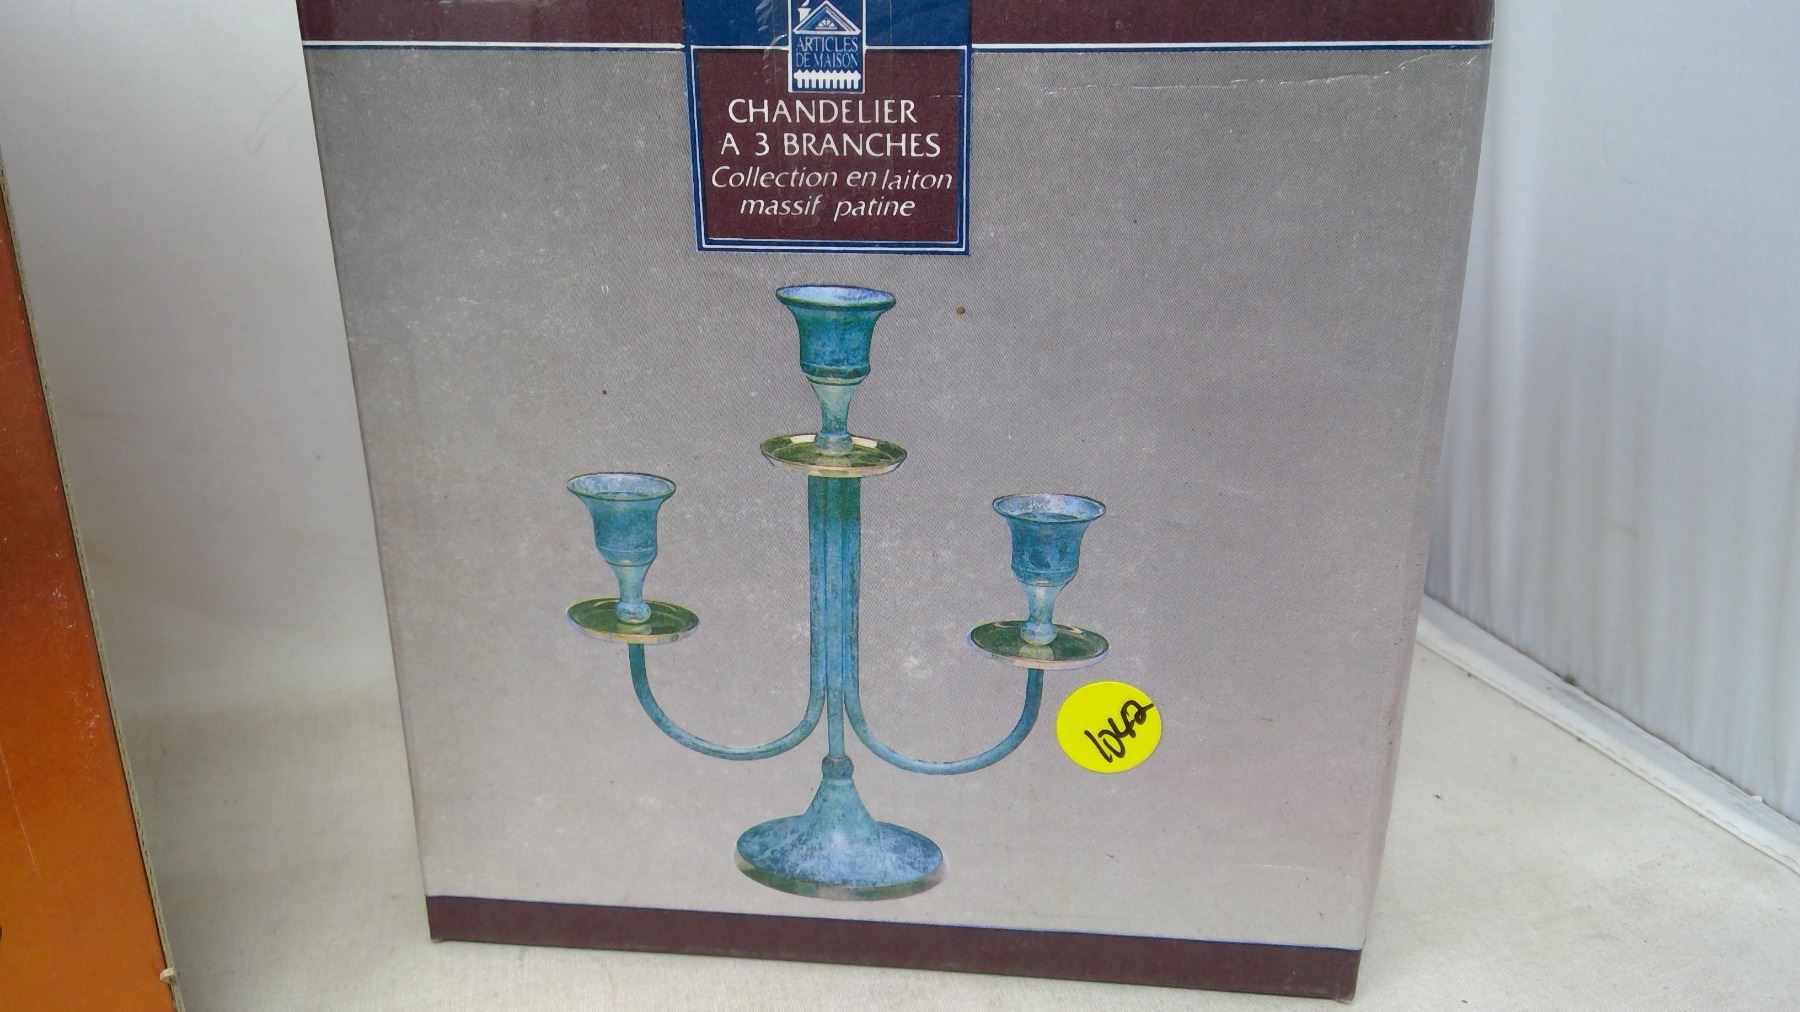 ARTICLES
DE MAISON
CHANDELIER
A 3 BRANCHES
Collection en laiton
massif patine
1042